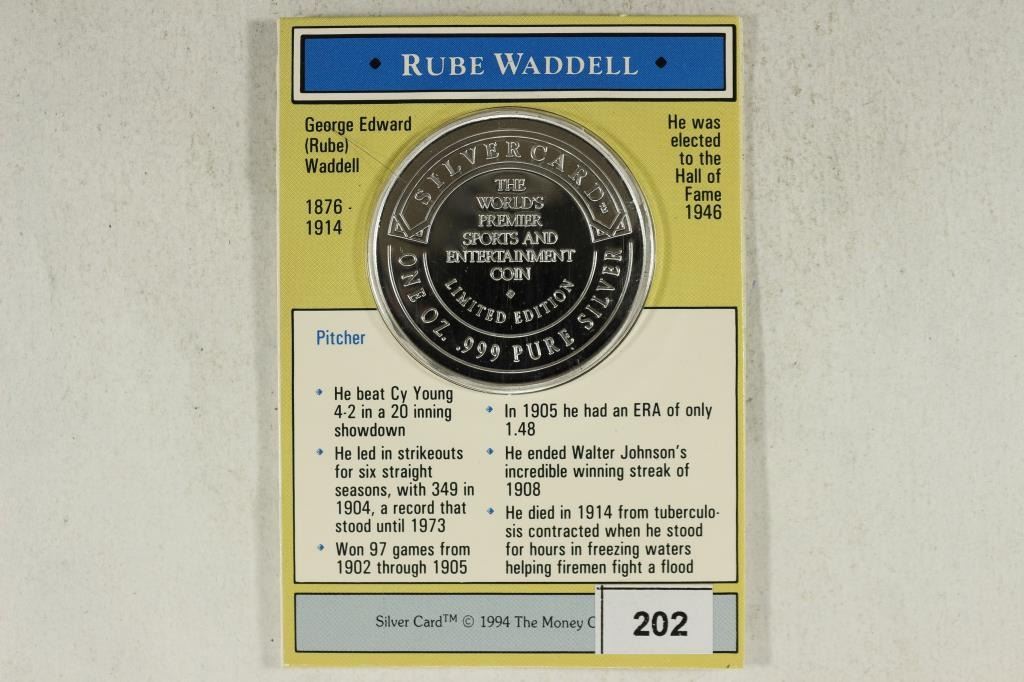 • RUBE WADDELL •
George Edward
(Rube)
Waddell
1876 -
1914
He was
elected
to the
Hall of
Fame
1946
SILVERCARD™
THE
WORLD'S
PREMIER
SPORTS AND
ENTERTAINMENT
COIN
LIMITED EDITION
ONE OZ. .999 PURE SILVER
Pitcher
• He beat Cy Young
4-2 in a 20 inning
showdown
• He led in strikeouts
for six straight
seasons, with 349 in
1904, a record that
stood until 1973
• Won 97 games from
1902 through 1905
• In 1905 he had an ERA of only
1.48
• He ended Walter Johnson's
incredible winning streak of
1908
• He died in 1914 from tuberculo-
sis contracted when he stood
for hours in freezing waters
helping firemen fight a flood
Silver Card™ © 1994 The Money
202